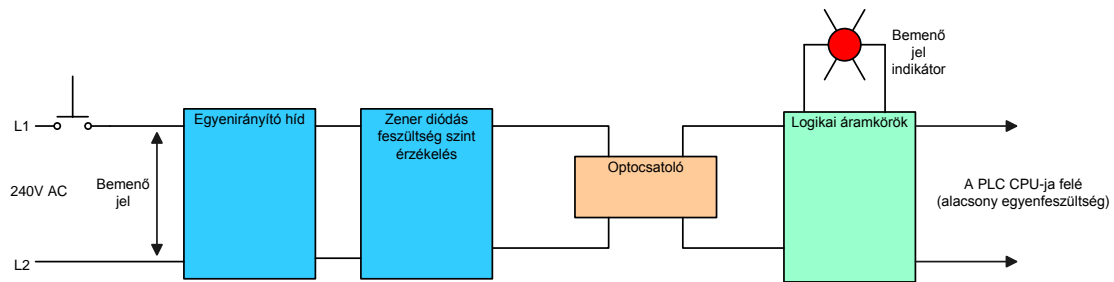 L1
240V AC
L2
Bemenő
jel
Egyenirányító híd
Zener diódás
feszültség szint
érzékelés
Optocsatoló
Bemenő
jel
indikátor
Logikai áramkörök
A PLC CPU-ja felé
(alacsony egyenfeszültség)